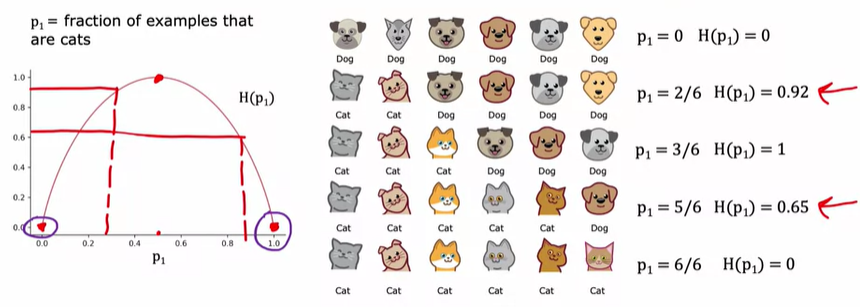 p₁ = fraction of examples that
are cats
H(p₁)
1.0
0.8
0.6
0.4
0.2
0.0
0.0 0.2 0.4 0.6 0.8 1.0
p₁
Dog Dog Dog Dog Dog Dog
p₁ = 0 H(p₁) = 0
Cat Cat Dog Dog Dog Dog
p₁ = 2/6 H(p₁) = 0.92
Cat Cat Cat Dog Dog Dog
p₁ = 3/6 H(p₁) = 1
Cat Cat Cat Cat Cat Dog
p₁ = 5/6 H(p₁) = 0.65
Cat Cat Cat Cat Cat Cat
p₁ = 6/6 H(p₁) = 0